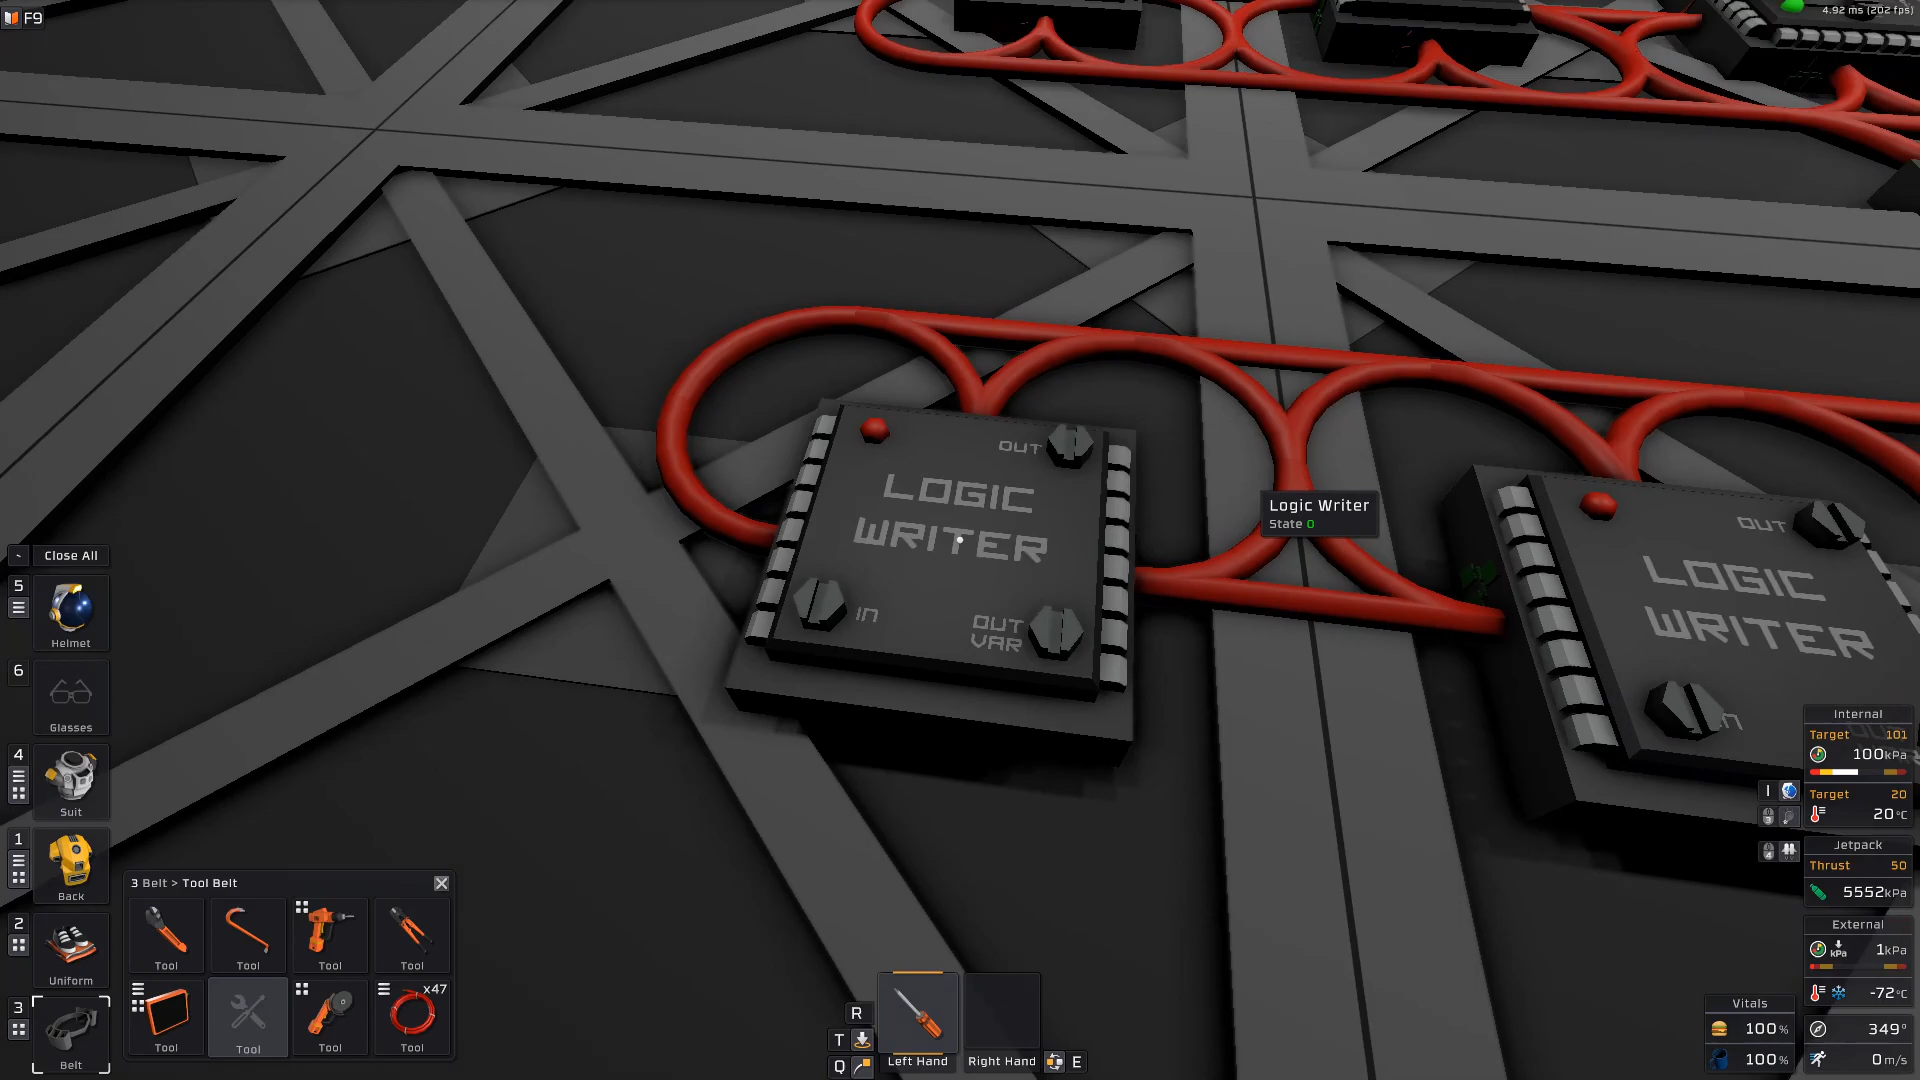 F9
4.92 ms (202 fps)
OUT
LOGIC
WRITER
IN
OUT
VAR
Logic Writer
State 0
OUT
LOGIC
WRITER
~ Close All
5
Helmet
6
Glasses
4
Suit
1
Back
2
Uniform
3
Belt
3 Belt > Tool Belt
Tool
Tool
Tool
Tool
Tool
Tool
Tool
x47
Tool
R
T
Q
Left Hand
Right Hand
E
Internal
Target 101
100kPa
Target 20
20°C
I
3
4
Jetpack
Thrust 50
5552kPa
External
kPa
1kPa
-72°C
Vitals
100%
100%
349°
0m/s